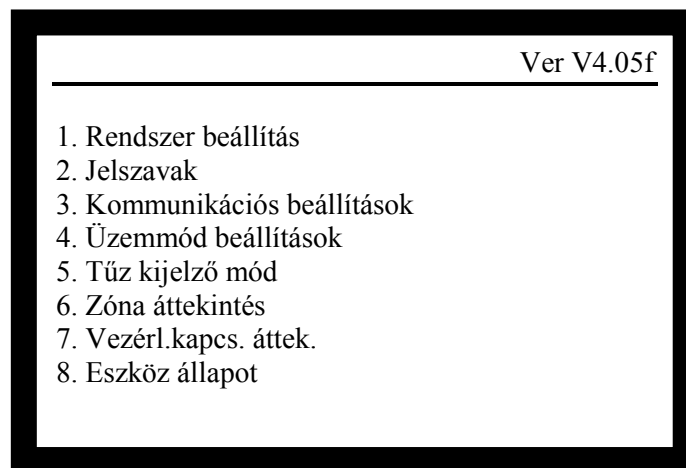 Ver V4.05f
1. Rendszer beállítás
2. Jelszavak
3. Kommunikációs beállítások
4. Üzemmód beállítások
5. Tűz kijelző mód
6. Zóna áttekintés
7. Vezérl.kapcs. áttek.
8. Eszköz állapot